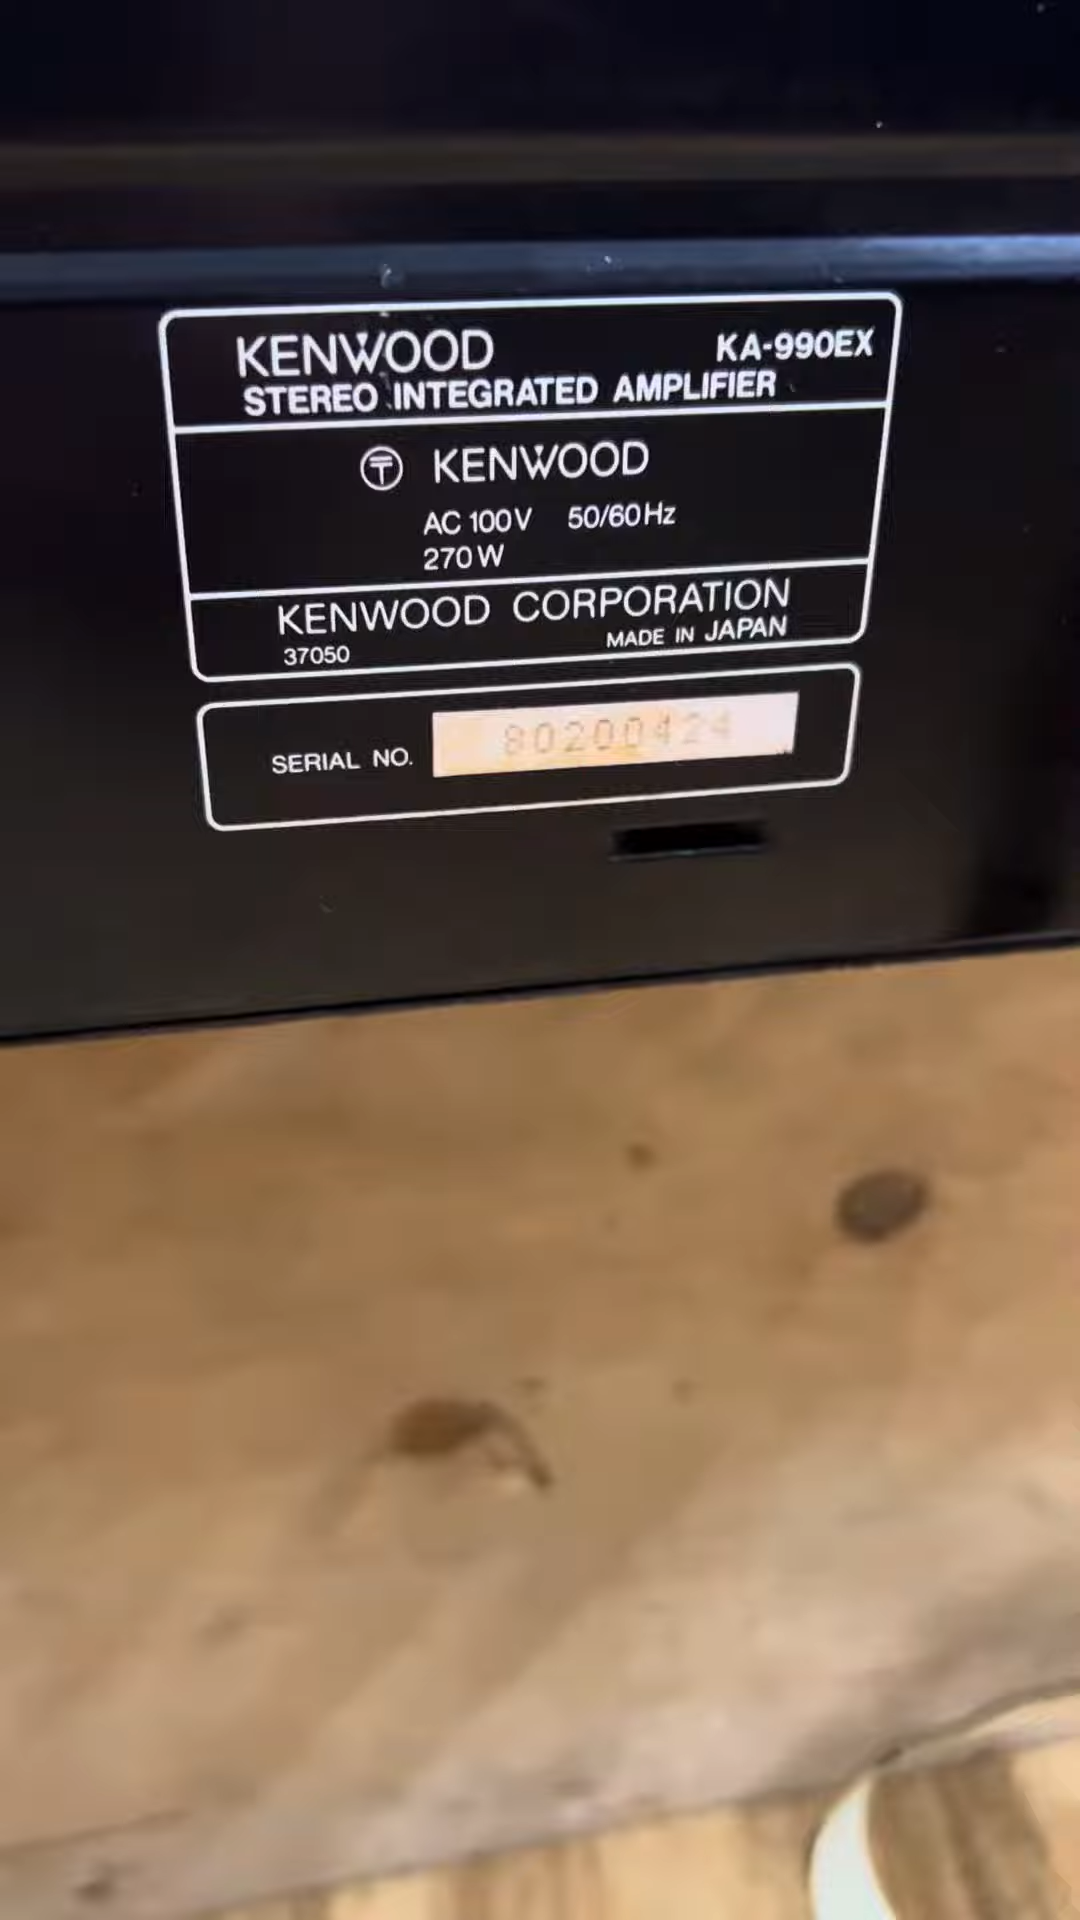 KENWOOD KA-990EX
STEREO INTEGRATED AMPLIFIER
KENWOOD
AC 100V 50/60Hz
270W
KENWOOD CORPORATION
37050 MADE IN JAPAN
SERIAL NO. 80200424